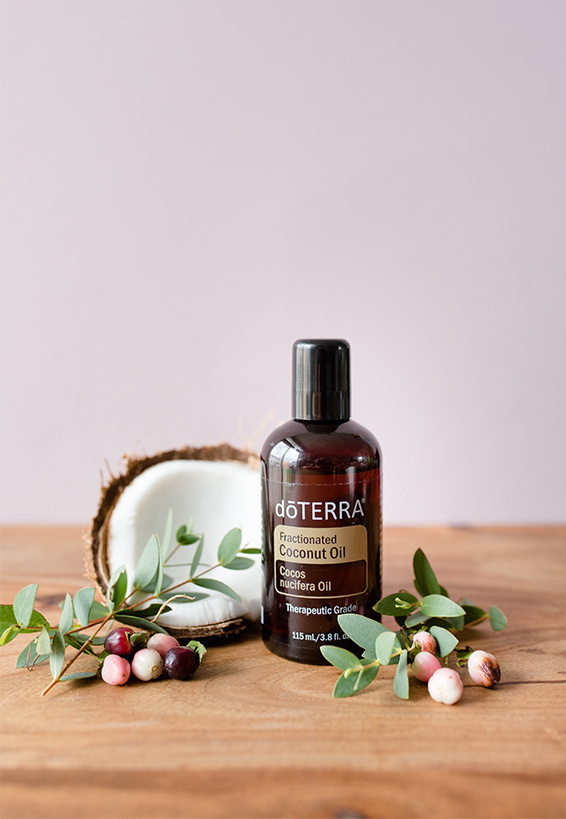 dōTERRA®
Fractionated
Coconut Oil
Cocos
nucifera Oil
Therapeutic Grade
115 mL/3.8 fl.